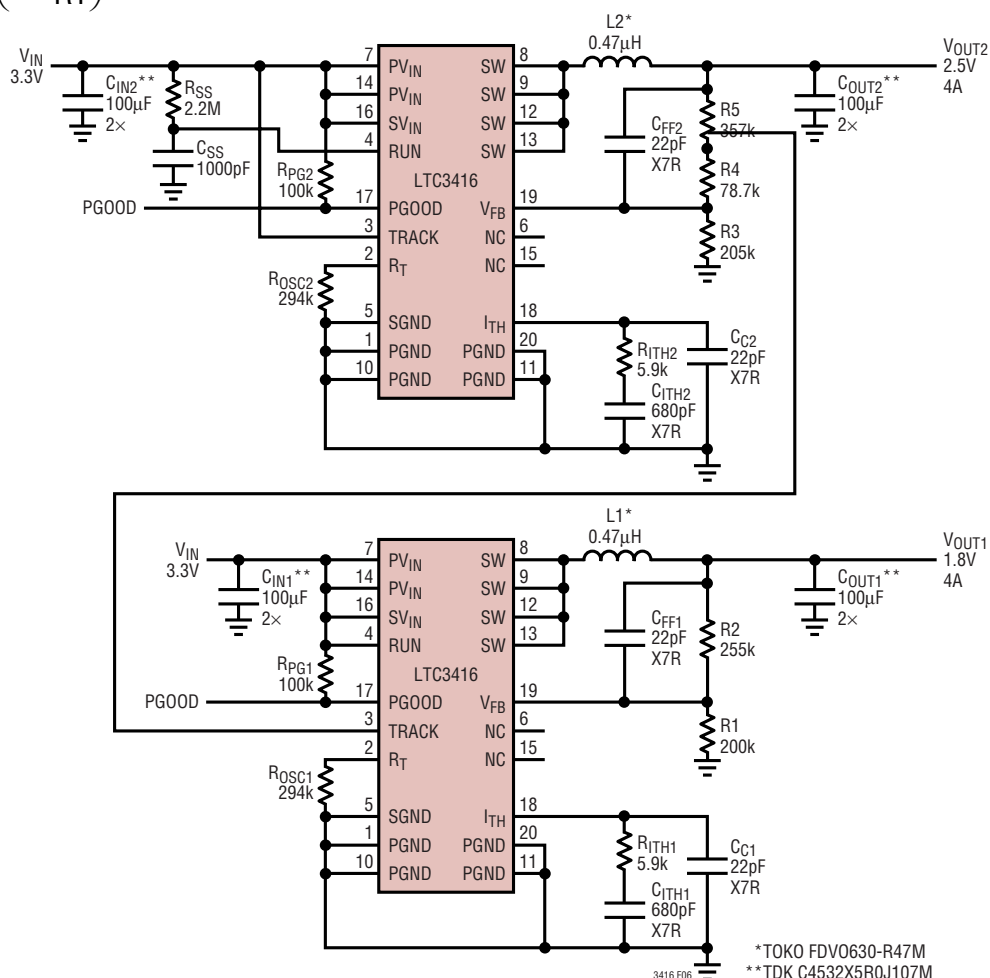 RT
L2*
0.47µH
VIN
3.3V
CIN2**
100µF
2×
RSS
2.2M
CSS
1000pF
RPG2
100k
PGOOD
ROSC2
294k
7 PVIN
14 PVIN
16 SVIN
4 RUN
17 PGOOD
3 TRACK
2 RT
5 SGND
1 PGND
10 PGND
LTC3416
SW 8
SW 9
SW 12
SW 13
VFB 19
NC 6
NC 15
ITH 18
PGND 20
PGND 11
CFF2
22pF
X7R
R5
357k
R4
78.7k
R3
205k
COUT2**
100µF
2×
VOUT2
2.5V
4A
RITH2
5.9k
CITH2
680pF
X7R
CC2
22pF
X7R
L1*
0.47µH
VIN
3.3V
CIN1**
100µF
2×
RPG1
100k
PGOOD
ROSC1
294k
7 PVIN
14 PVIN
16 SVIN
4 RUN
17 PGOOD
3 TRACK
2 RT
5 SGND
1 PGND
10 PGND
LTC3416
SW 8
SW 9
SW 12
SW 13
VFB 19
NC 6
NC 15
ITH 18
PGND 20
PGND 11
CFF1
22pF
X7R
R2
255k
R1
200k
COUT1**
100µF
2×
VOUT1
1.8V
4A
RITH1
5.9k
CITH1
680pF
X7R
CC1
22pF
X7R
3416 F06
*TOKO FDVO630-R47M
**TDK C4532X5R0J107M